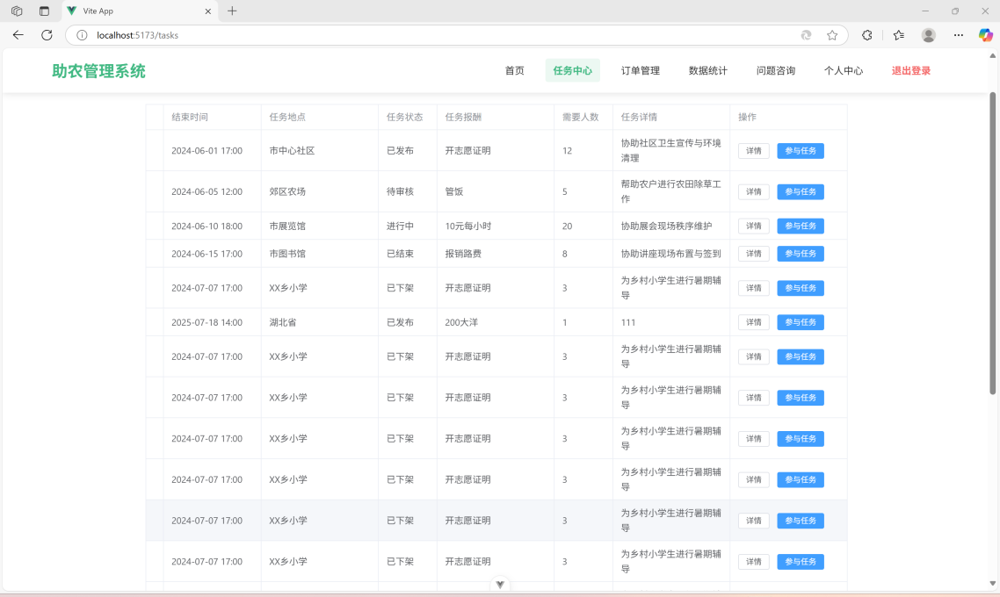 Vite App
localhost:5173/tasks
助农管理系统
首页 任务中心 订单管理 数据统计 问题咨询 个人中心 退出登录
结束时间 任务地点 任务状态 任务报酬 需要人数 任务详情 操作
2024-06-01 17:00 市中心社区 已发布 开志愿证明 12 协助社区卫生宣传与环境 详情 参与任务
清理
2024-06-05 12:00 郊区农场 待审核 管饭 5 帮助农户进行农田除草工 详情 参与任务
作
2024-06-10 18:00 市展览馆 进行中 10元每小时 20 协助展会现场秩序维护 详情 参与任务
2024-06-15 17:00 市图书馆 已结束 报销路费 8 协助讲座现场布置与签到 详情 参与任务
2024-07-07 17:00 XX乡小学 已下架 开志愿证明 3 为乡村小学生进行暑期辅 详情 参与任务
导
2025-07-18 14:00 湖北省 已发布 200大洋 1 111 详情 参与任务
2024-07-07 17:00 XX乡小学 已下架 开志愿证明 3 为乡村小学生进行暑期辅 详情 参与任务
导
2024-07-07 17:00 XX乡小学 已下架 开志愿证明 3 为乡村小学生进行暑期辅 详情 参与任务
导
2024-07-07 17:00 XX乡小学 已下架 开志愿证明 3 为乡村小学生进行暑期辅 详情 参与任务
导
2024-07-07 17:00 XX乡小学 已下架 开志愿证明 3 为乡村小学生进行暑期辅 详情 参与任务
导
2024-07-07 17:00 XX乡小学 已下架 开志愿证明 3 为乡村小学生进行暑期辅 详情 参与任务
导
2024-07-07 17:00 XX乡小学 已下架 开志愿证明 3 为乡村小学生进行暑期辅 详情 参与任务
导